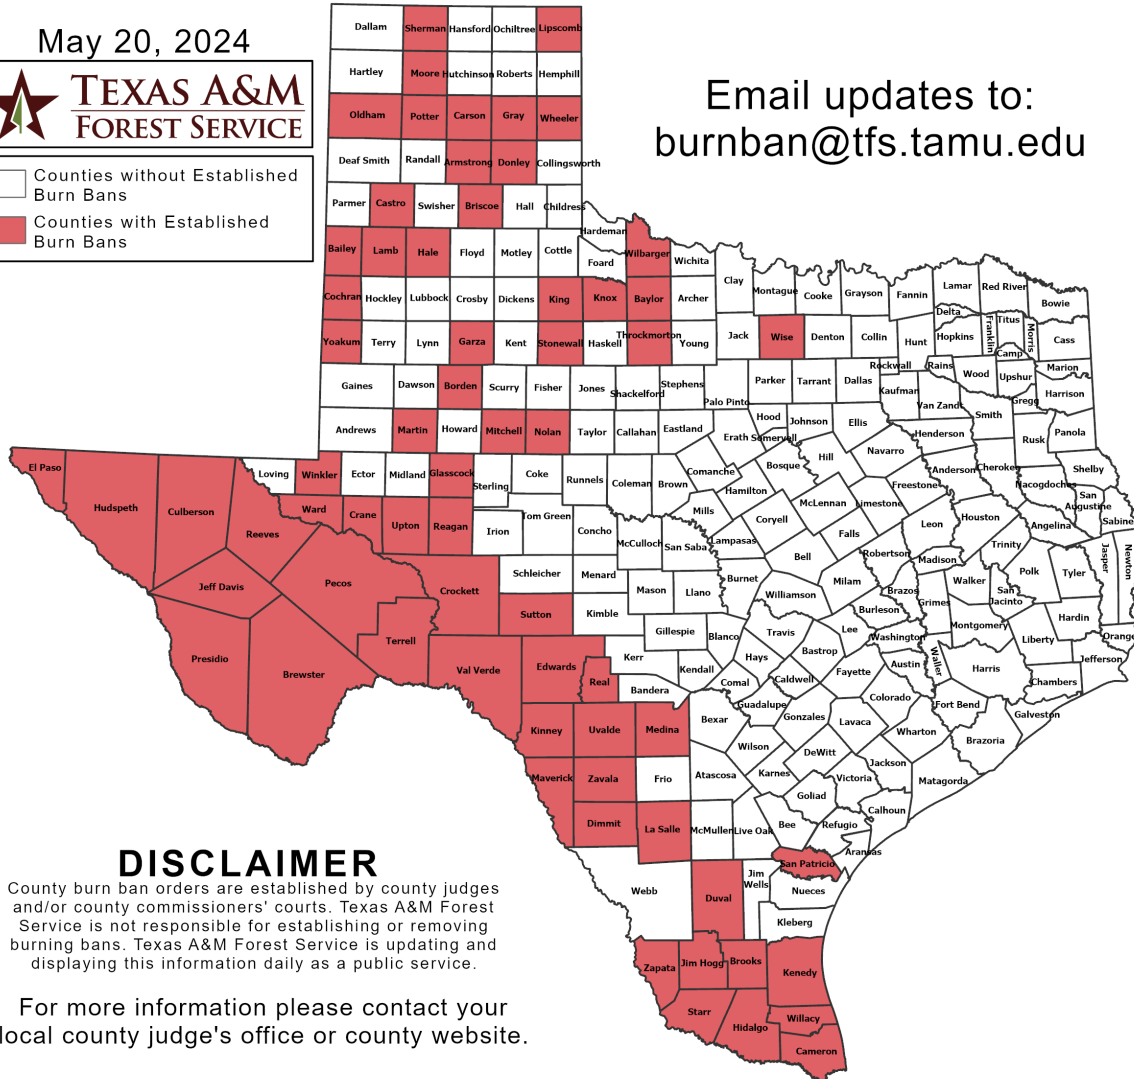 May 20, 2024
TEXAS A&M
FOREST SERVICE
Counties without Established
Burn Bans
Counties with Established
Burn Bans
Email updates to:
burnban@tfs.tamu.edu
Dallam Sherman Hansford Ochiltree Lipscomb
Hartley Moore Hutchinson Roberts Hemphill
Oldham Potter Carson Gray Wheeler
Deaf Smith Randall Armstrong Donley Collingsworth
Parmer Castro Swisher Briscoe Hall Childress
Hardeman
Bailey Lamb Hale Floyd Motley Cottle Foard Wilbarger Wichita
Clay Montague Cooke Grayson Fannin Lamar Red River Bowie
Cochran Hockley Lubbock Crosby Dickens King Knox Baylor Archer
Delta Franklin Titus Morris
Yoakum Terry Lynn Garza Kent Stonewall Haskell Throckmorton Young Jack Wise Denton Collin Hunt Hopkins Cass
Rockwall Rains Camp Marion
Gaines Dawson Borden Scurry Fisher Jones Shackelford Stephens Palo Pinto Parker Tarrant Dallas Kaufman Van Zandt Wood Upshur Gregg Harrison
Andrews Martin Howard Mitchell Nolan Taylor Callahan Eastland Erath Hood Somervell Johnson Ellis Henderson Smith Rusk Panola
El Paso Loving Winkler Ector Midland Glasscock Sterling Coke Runnels Coleman Brown Comanche Hamilton Bosque Hill Navarro Anderson Cherokee Nacogdoches Shelby
Hudspeth Culberson Reeves Ward Crane Upton Reagan Irion Tom Green Concho McCulloch San Saba Mills Lampasas Coryell McLennan Limestone Freestone Leon Houston Angelina San
Augustine Sabine
Falls Bell Robertson Madison Trinity Polk Tyler Jasper Newton
Jeff Davis Pecos Crockett Schleicher Menard Mason Llano Burnet Williamson Milam Brazos Grimes Walker San
Jacinto Hardin
Sutton Kimble Burleson Montgomery Liberty Orange
Presidio Brewster Terrell Val Verde Edwards Real Kerr Gillespie Blanco Travis Lee Washington Waller Harris Jefferson
Kendall Hays Bastrop Austin Chambers
Bandera Comal Caldwell Fayette
Guadalupe Colorado Fort Bend Galveston
Kinney Uvalde Medina Bexar Gonzales Lavaca Wharton Brazoria
Wilson DeWitt Jackson
Maverick Zavala Frio Atascosa Karnes Victoria Matagorda
Goliad Calhoun
Dimmit La Salle McMullen Live Oak Bee Refugio
Aransas
San Patricio
Webb Duval Jim
Wells Nueces
Kleberg
Zapata Jim Hogg Brooks Kenedy
Starr Hidalgo Willacy
Cameron
DISCLAIMER
County burn ban orders are established by county judges
and/or county commissioners' courts. Texas A&M Forest
Service is not responsible for establishing or removing
burning bans. Texas A&M Forest Service is updating and
displaying this information daily as a public service.
For more information please contact your
local county judge's office or county website.